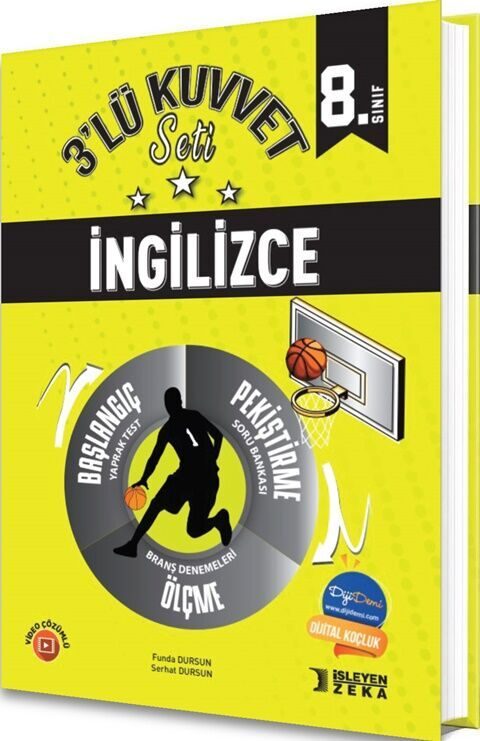 3'LÜ KUVVET
Seti
8.
SINIF
İNGİLİZCE
BAŞLANGIÇ
YAPRAK TEST
PEKİŞTİRME
SORU BANKASI
1
BRANŞ DENEMELERİ
ÖLÇME
DijiDemi
www.dijidemi.com
DİJİTAL KOÇLUK
VİDEO ÇÖZÜMLÜ
Funda DURSUN
Serhat DURSUN
İŞLEYEN
ZEKA